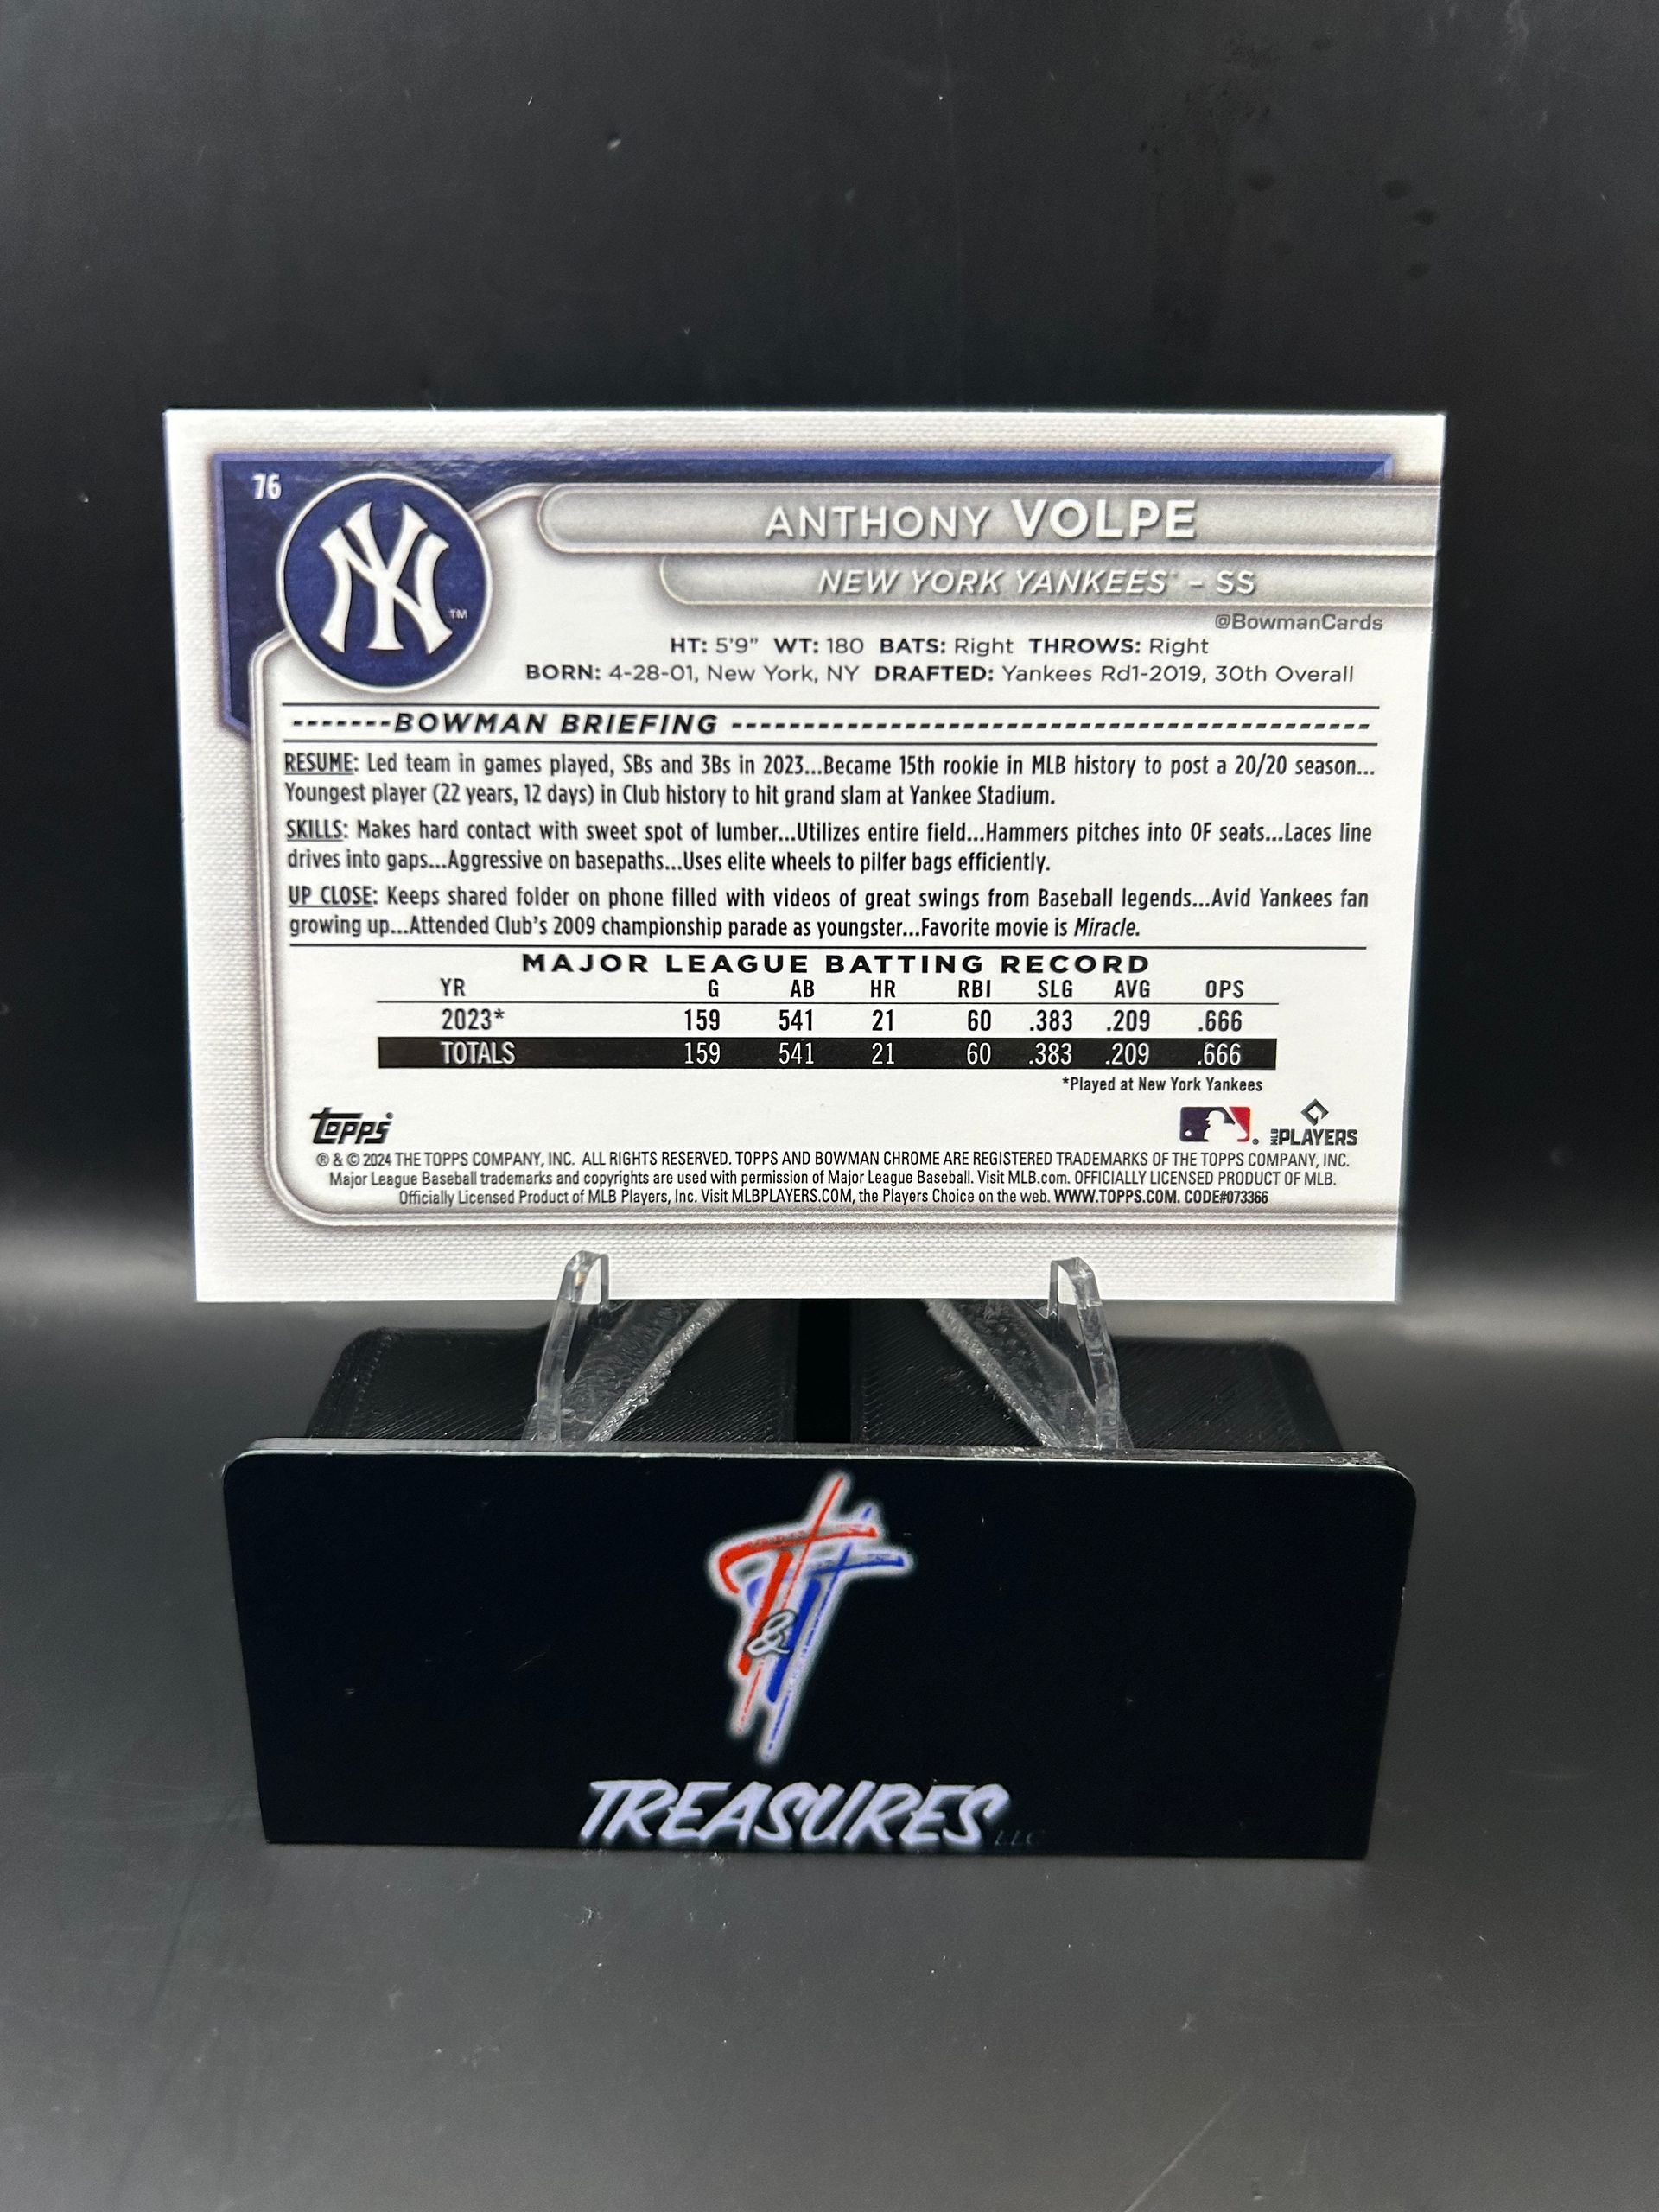 76
NY
TM
ANTHONY VOLPE
NEW YORK YANKEES - SS
@BowmanCards
HT: 5'9" WT: 180 BATS: Right THROWS: Right
BORN: 4-28-01, New York, NY DRAFTED: Yankees Rd1-2019, 30th Overall
-------BOWMAN BRIEFING -------------------------------------------
RESUME: Led team in games played, SBs and 3Bs in 2023...Became 15th rookie in MLB history to post a 20/20 season...
Youngest player (22 years, 12 days) in Club history to hit grand slam at Yankee Stadium.
SKILLS: Makes hard contact with sweet spot of lumber...Utilizes entire field...Hammers pitches into OF seats...Laces line
drives into gaps...Aggressive on basepaths...Uses elite wheels to pilfer bags efficiently.
UP CLOSE: Keeps shared folder on phone filled with videos of great swings from Baseball legends...Avid Yankees fan
growing up...Attended Club's 2009 championship parade as youngster...Favorite movie is Miracle.
MAJOR LEAGUE BATTING RECORD
YR G AB HR RBI SLG AVG OPS
2023* 159 541 21 60 .383 .209 .666
TOTALS 159 541 21 60 .383 .209 .666
*Played at New York Yankees
Topps
MLB PLAYERS
® & © 2024 THE TOPPS COMPANY, INC. ALL RIGHTS RESERVED. TOPPS AND BOWMAN CHROME ARE REGISTERED TRADEMARKS OF THE TOPPS COMPANY, INC.
Major League Baseball trademarks and copyrights are used with permission of Major League Baseball. Visit MLB.com. OFFICIALLY LICENSED PRODUCT OF MLB.
Officially Licensed Product of MLB Players, Inc. Visit MLBPLAYERS.COM, the Players Choice on the web. WWW.TOPPS.COM. CODE#073366
T&T
TREASURES LLC